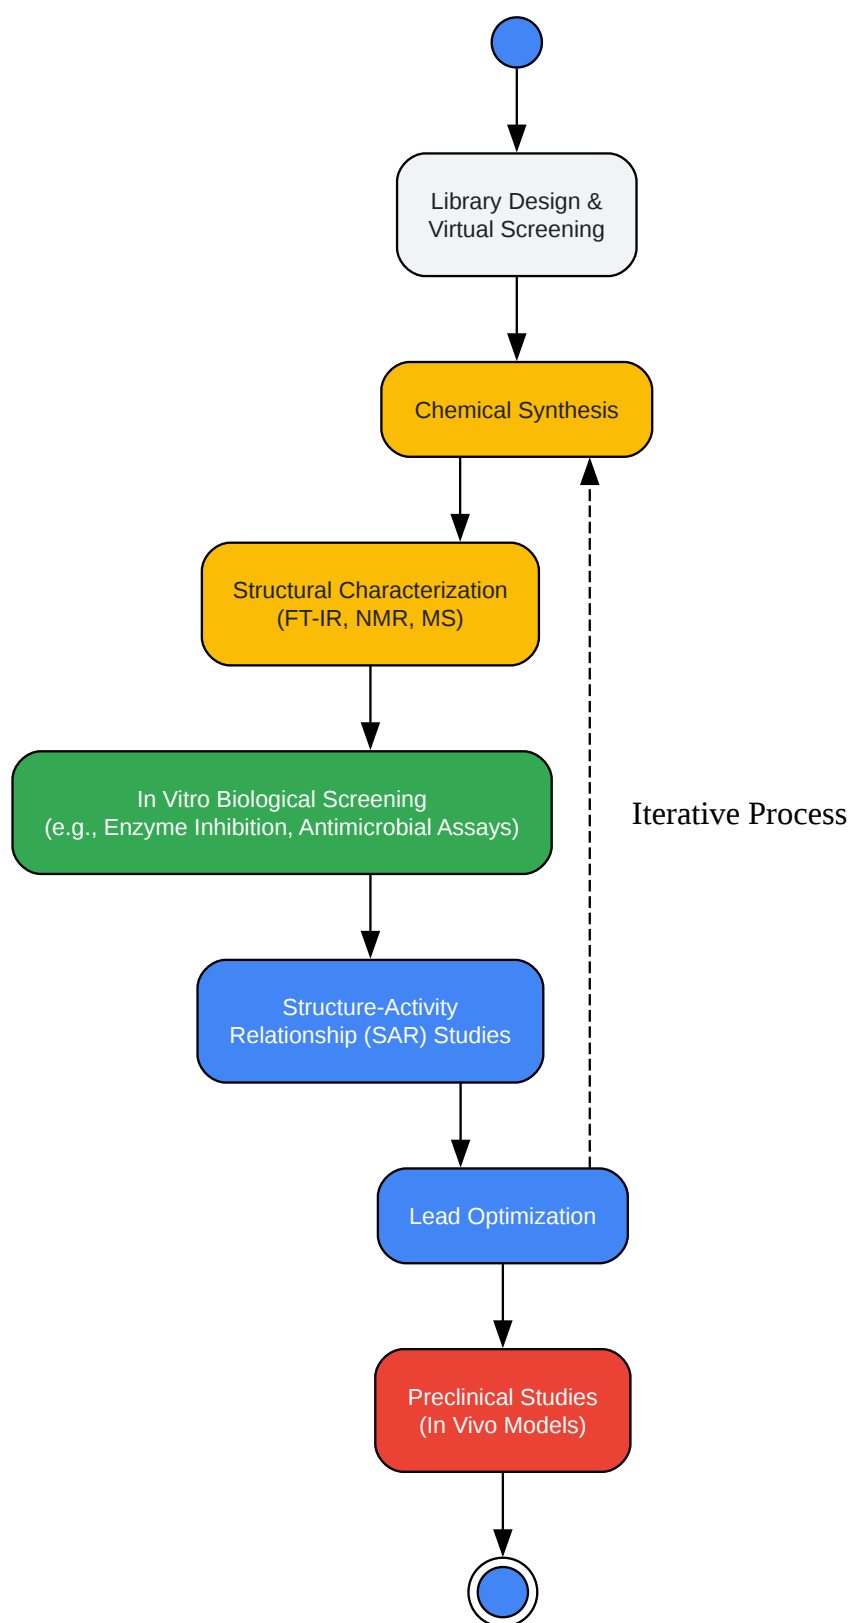 Library Design &
Virtual Screening
Chemical Synthesis
Structural Characterization
(FT-IR, NMR, MS)
In Vitro Biological Screening
(e.g., Enzyme Inhibition, Antimicrobial Assays)
Iterative Process
Structure-Activity
Relationship (SAR) Studies
Lead Optimization
Preclinical Studies
(In Vivo Models)